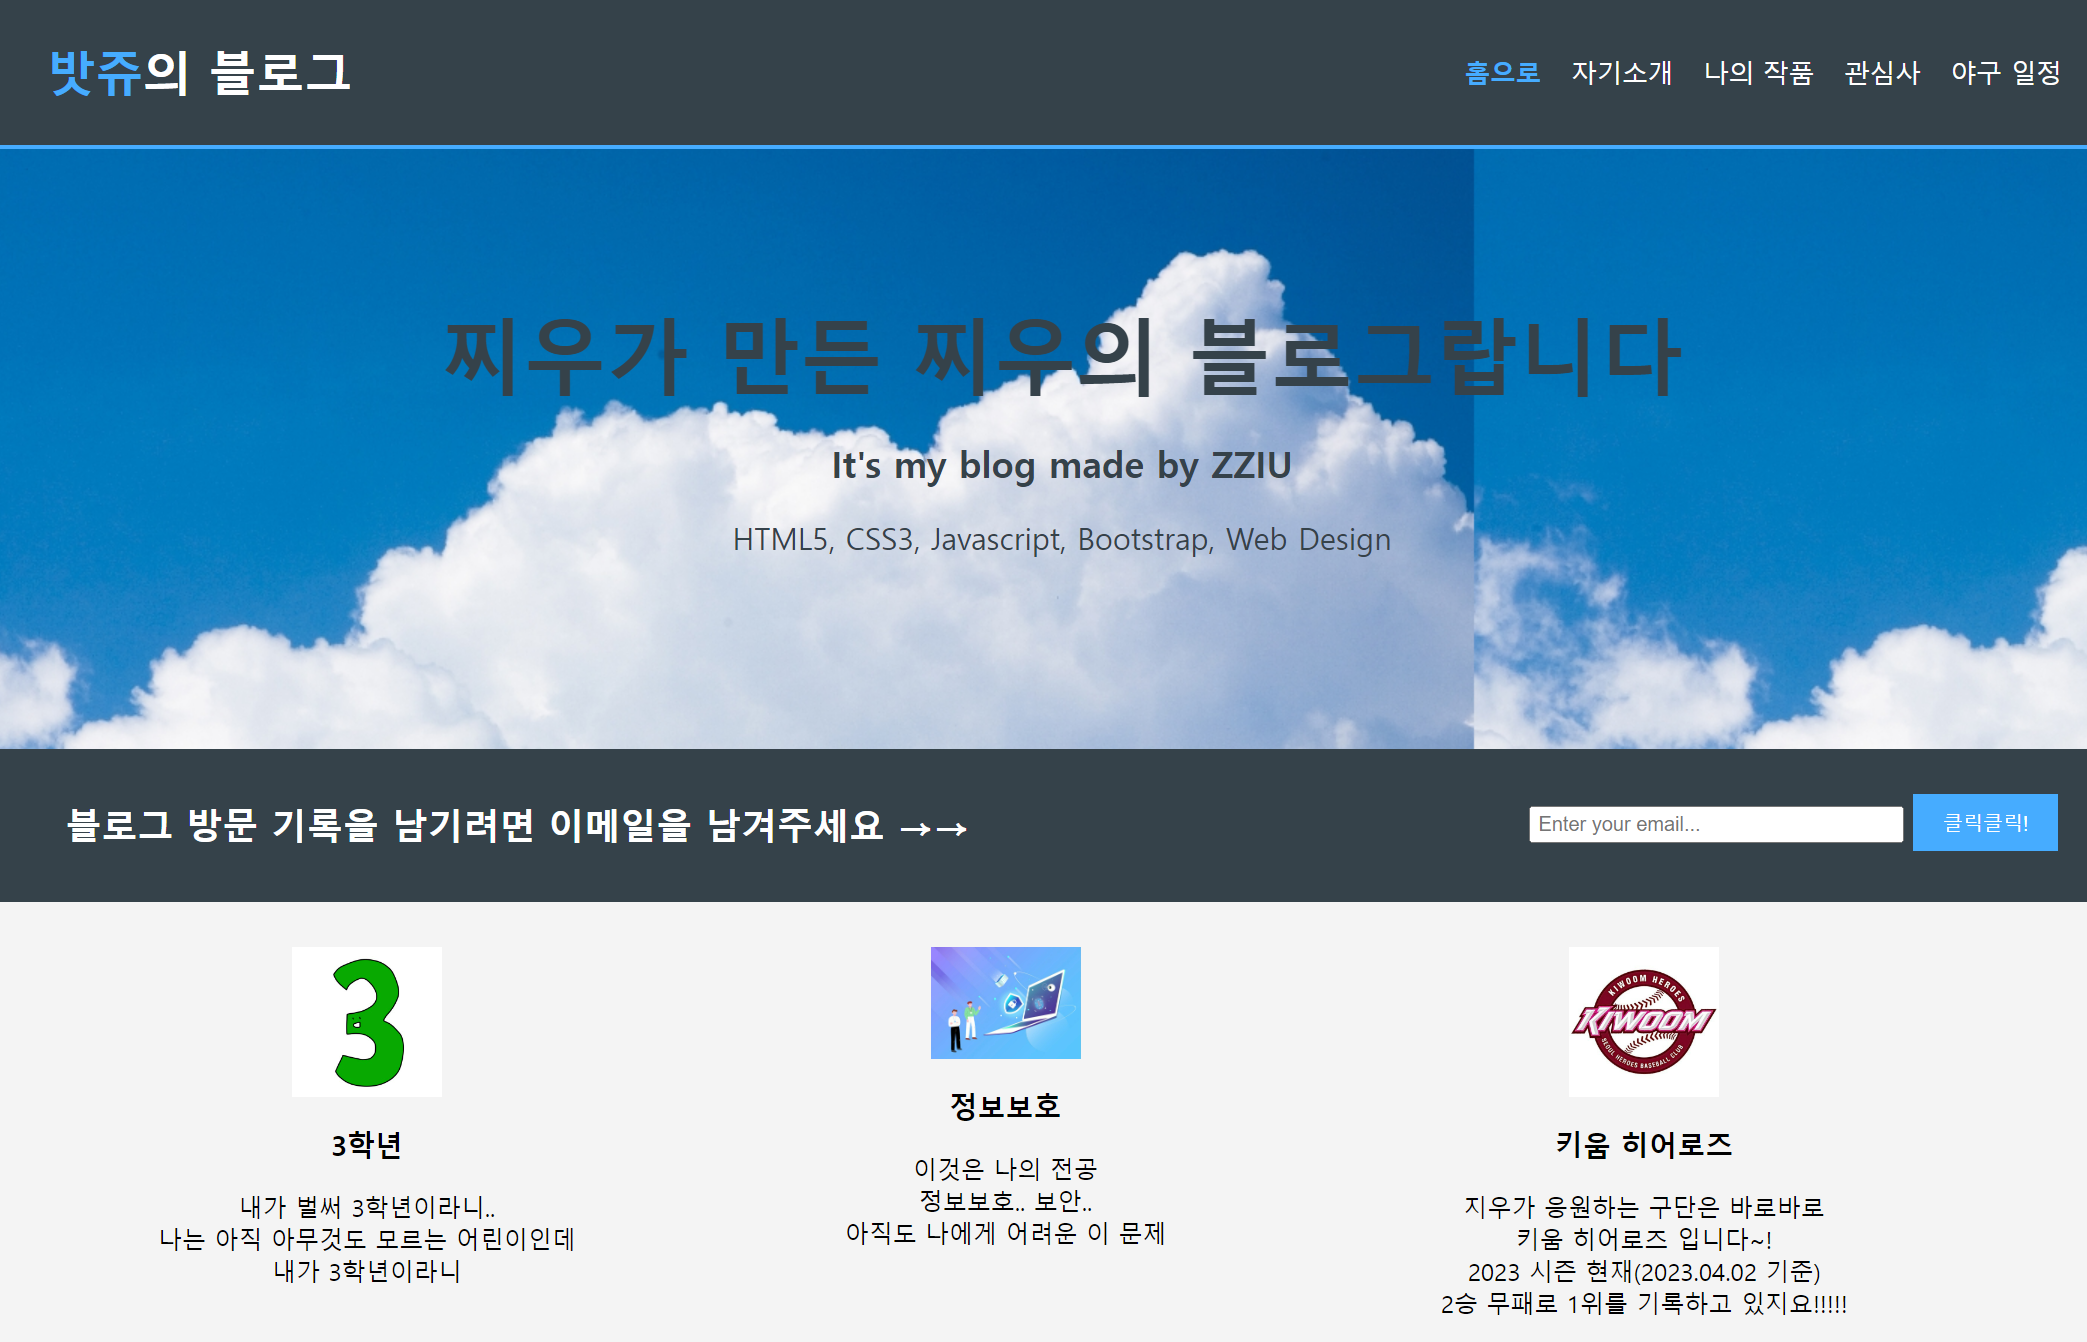 밧쥬의 블로그
홈으로 자기소개 나의 작품 관심사 야구 일정
찌우가 만든 찌우의 블로그랍니다
It's my blog made by ZZIU
HTML5, CSS3, Javascript, Bootstrap, Web Design
블로그 방문 기록을 남기려면 이메일을 남겨주세요 →→
Enter your email...
클릭클릭!
3
3학년
내가 벌써 3학년이라니..
나는 아직 아무것도 모르는 어린이인데
내가 3학년이라니
정보보호
이것은 나의 전공
정보보호.. 보안..
아직도 나에게 어려운 이 문제
KIWOOM HEROES
KIWOOM
SEOUL HEROES BASEBALL CLUB
키움 히어로즈
지우가 응원하는 구단은 바로바로
키움 히어로즈 입니다~!
2023 시즌 현재(2023.04.02 기준)
2승 무패로 1위를 기록하고 있지요!!!!!